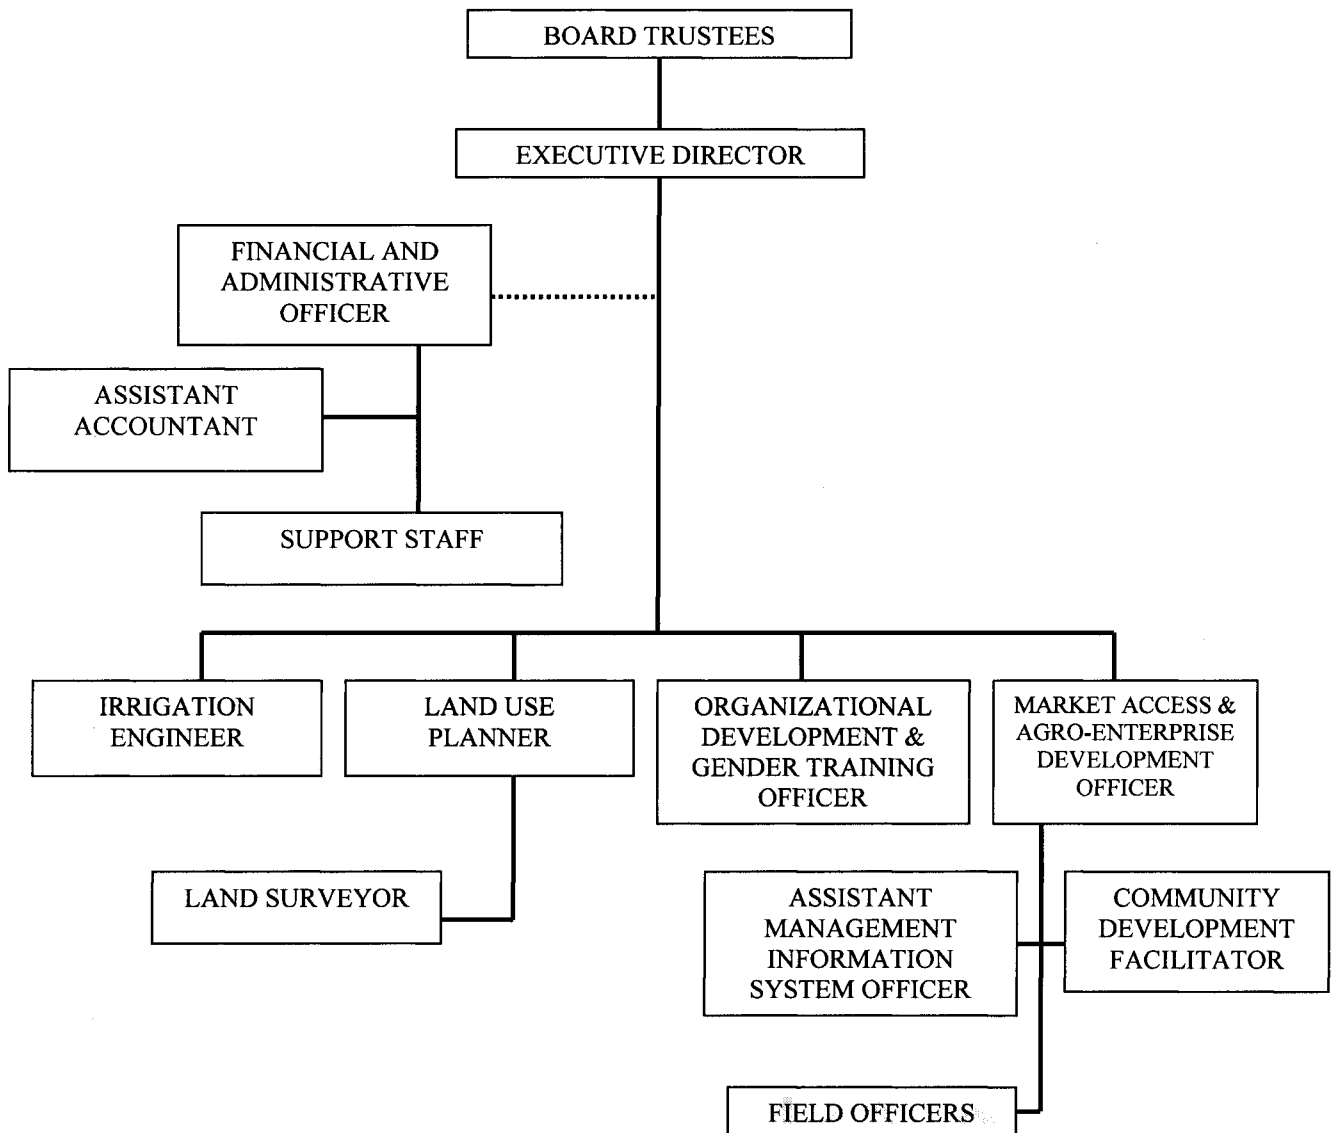 BOARD TRUSTEES
EXECUTIVE DIRECTOR
FINANCIAL AND
ADMINISTRATIVE
OFFICER
ASSISTANT
ACCOUNTANT
SUPPORT STAFF
IRRIGATION
ENGINEER
LAND USE
PLANNER
ORGANIZATIONAL
DEVELOPMENT &
GENDER TRAINING
OFFICER
MARKET ACCESS &
AGRO-ENTERPRISE
DEVELOPMENT
OFFICER
LAND SURVEYOR
ASSISTANT
MANAGEMENT
INFORMATION
SYSTEM OFFICER
COMMUNITY
DEVELOPMENT
FACILITATOR
FIELD OFFICERS